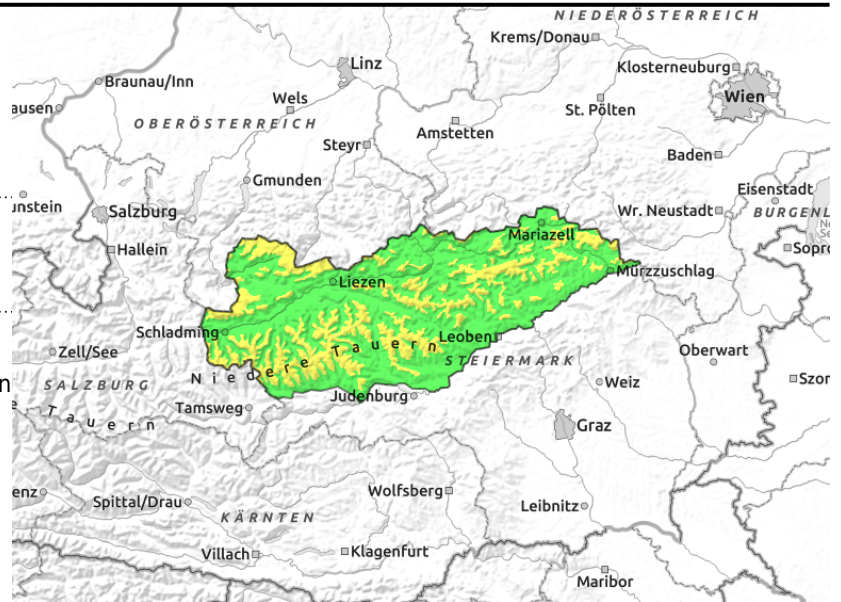 NIEDERÖSTERREICH
Krems/Donau
Linz
Klosterneuburg
Braunau/Inn
Wels
Wien
ausen
St. Pölten
OBERÖSTERREICH
Amstetten
Steyr
Baden
Gmunden
Eisenstadt
unstein
Salzburg
Wr. Neustadt
BURGENL
Mariazell
Hallein
Sopro
Mürzzuschlag
Liezen
Schladming
Leoben
Zell/See
Niedere Tauern
STEIERMARK
Oberwart
SALZBURG
Weiz
Szor
n
Judenburg
Tamsweg
Tauern
Graz
enz
Wolfsberg
Spittal/Drau
Leibnitz
KÄRNTEN
Villach
Klagenfurt
Maribor